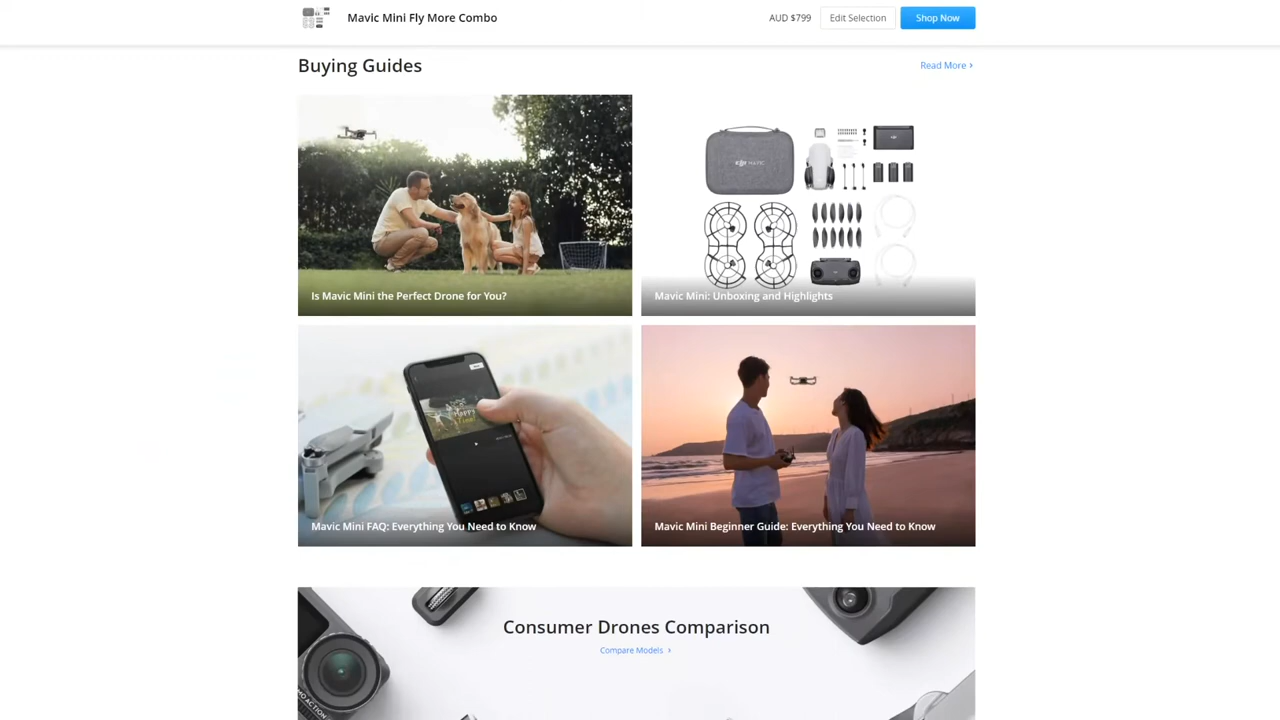 Mavic Mini Fly More Combo
AUD $799
Edit Selection
Shop Now
Buying Guides
Read More >
Is Mavic Mini the Perfect Drone for You?
Mavic Mini: Unboxing and Highlights
Mavic Mini FAQ: Everything You Need to Know
Mavic Mini Beginner Guide: Everything You Need to Know
Consumer Drones Comparison
Compare Models >